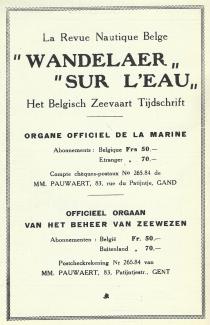 La Revue Nautique Belge
"WANDELAER„
"SUR L'EAU„
Het Belgisch Zeevaart Tijdschrift
ORGANE OFFICIEL DE LA MARINE
Abonnements : Belgique Frs 50.—
Etranger „ 70.—
Compte chèques-postaux No 265.84 de
MM. PAUWAERT, 83, rue du Patijntje, GAND
OFFICIEEL ORGAAN
VAN HET BEHEER VAN ZEEWEZEN
Abonnementen : België Fr. 50.—
Buitenland „ 70.—
Postcheckrekening Nr 265.84 van
MM. PAUWAERT, 83, Patijntjestr., GENT